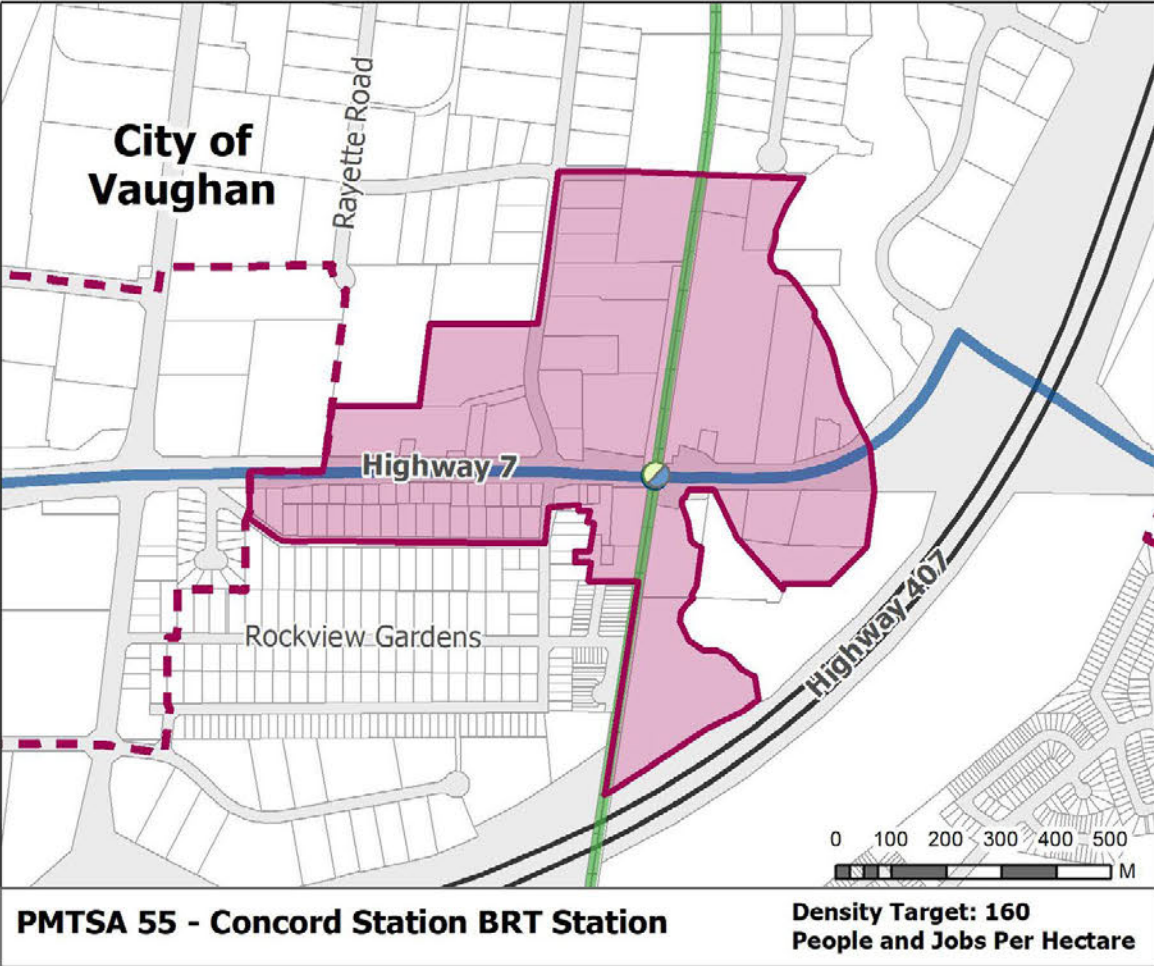 City of
Vaughan
Rayette Road
Highway 7
Rockview Gardens
Highway 407
0 100 200 300 400 500
M
PMTSA 55 - Concord Station BRT Station
Density Target: 160
People and Jobs Per Hectare